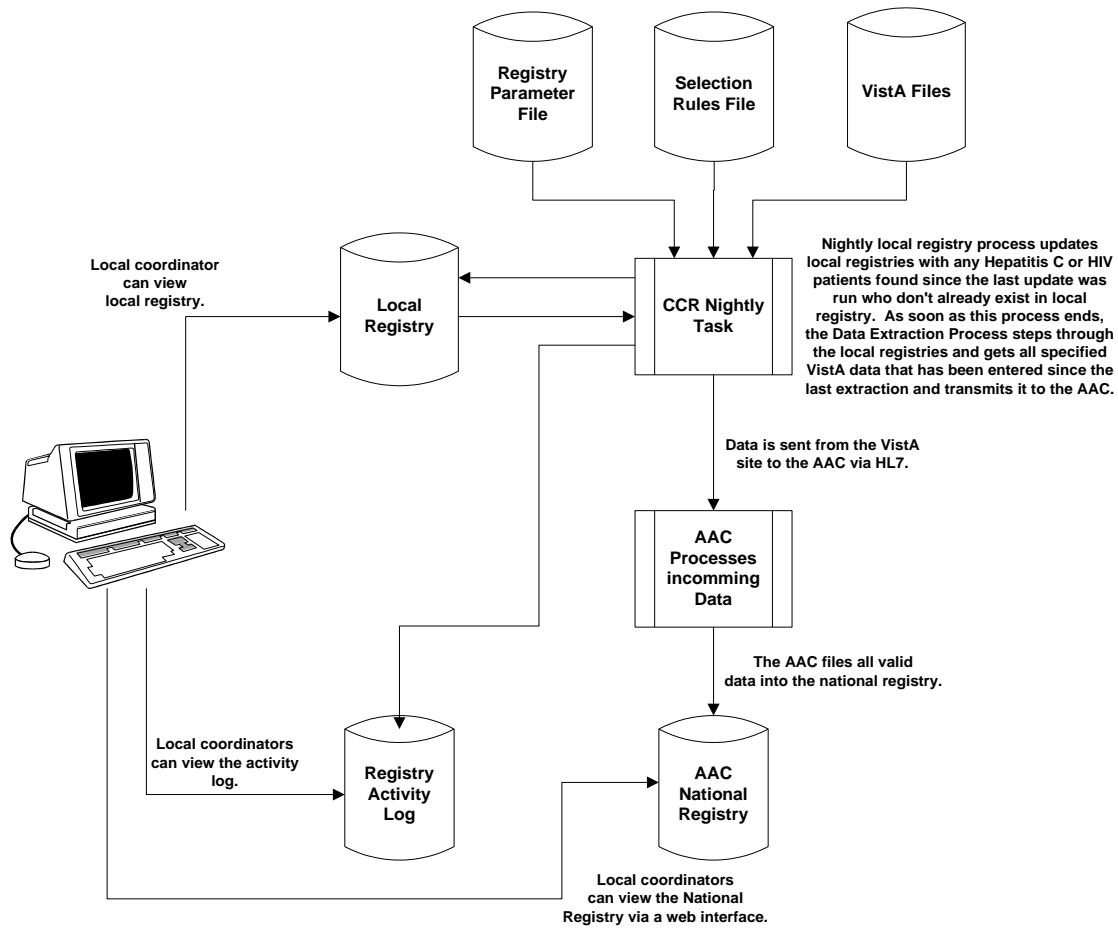 Registry
Parameter
File
Selection
Rules File
VistA Files
Local coordinator
can view
local registry.
Local
Registry
CCR Nightly
Task
Nightly local registry process updates
local registries with any Hepatitis C or HIV
patients found since the last update was
run who don't already exist in local
registry.  As soon as this process ends,
the Data Extraction Process steps through
the local registries and gets all specified
VistA data that has been entered since the
last extraction and transmits it to the AAC.
Data is sent from the VistA
site to the AAC via HL7.
AAC
Processes
incomming
Data
The AAC files all valid
data into the national registry.
Local coordinators
can view the activity
log.
Registry
Activity
Log
AAC
National
Registry
Local coordinators
can view the National
Registry via a web interface.